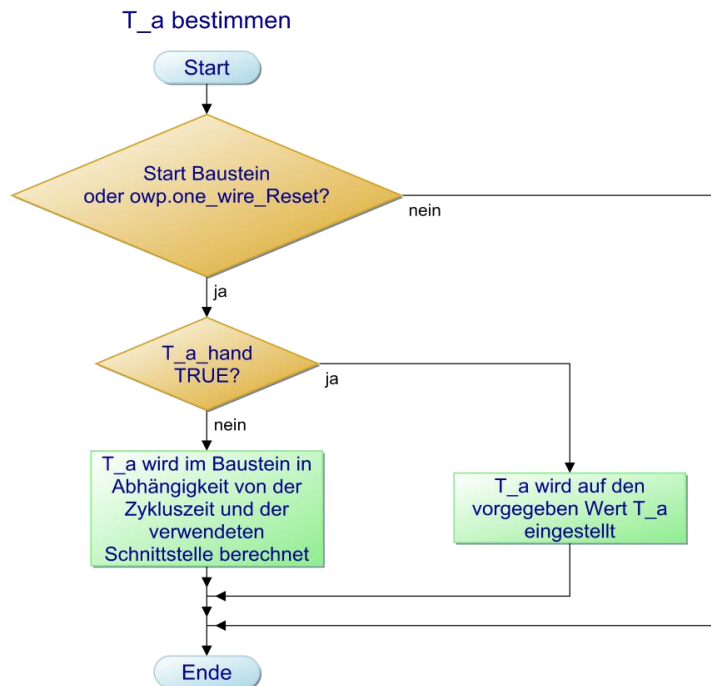 T_a bestimmen
Start
Start Baustein
oder owp.one_wire_Reset?
nein
ja
T_a_hand
TRUE?
ja
nein
T_a wird im Baustein in
Abhängigkeit von der
Zykluszeit und der
verwendeten
Schnittstelle berechnet
T_a wird auf den
vorgegeben Wert T_a
eingestellt
Ende